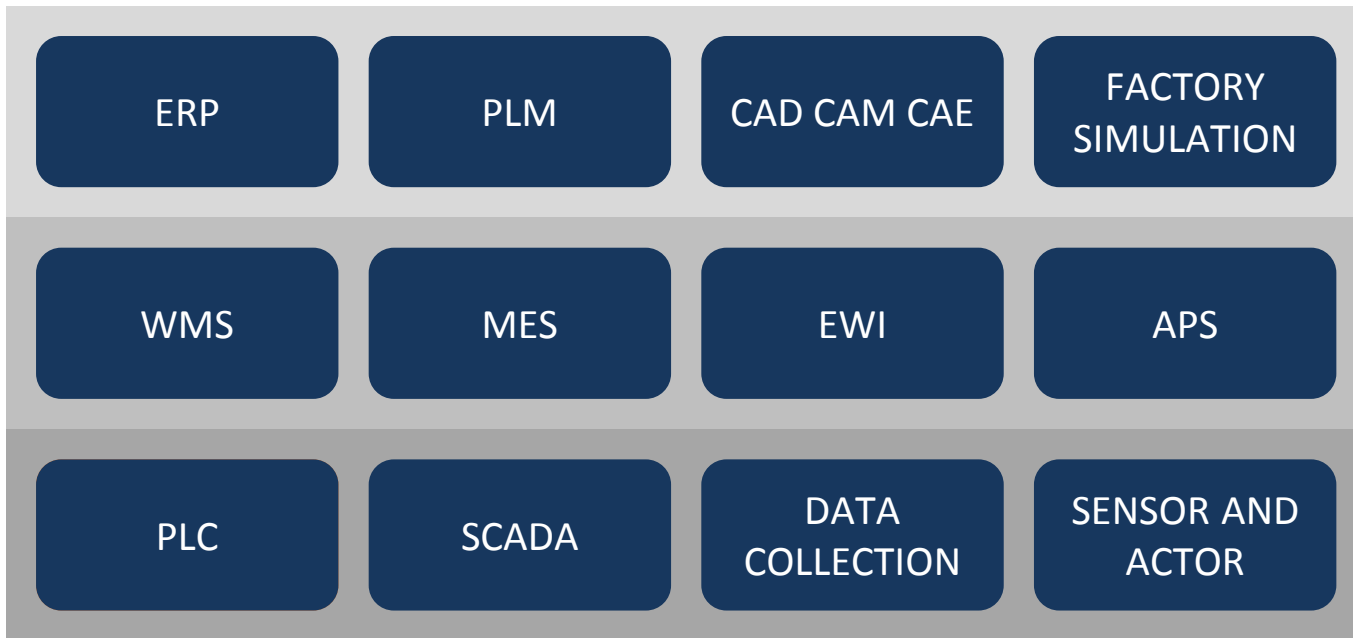 ERP
PLM
CAD CAM CAE
FACTORY
SIMULATION
WMS
MES
EWI
APS
PLC
SCADA
DATA
COLLECTION
SENSOR AND
ACTOR